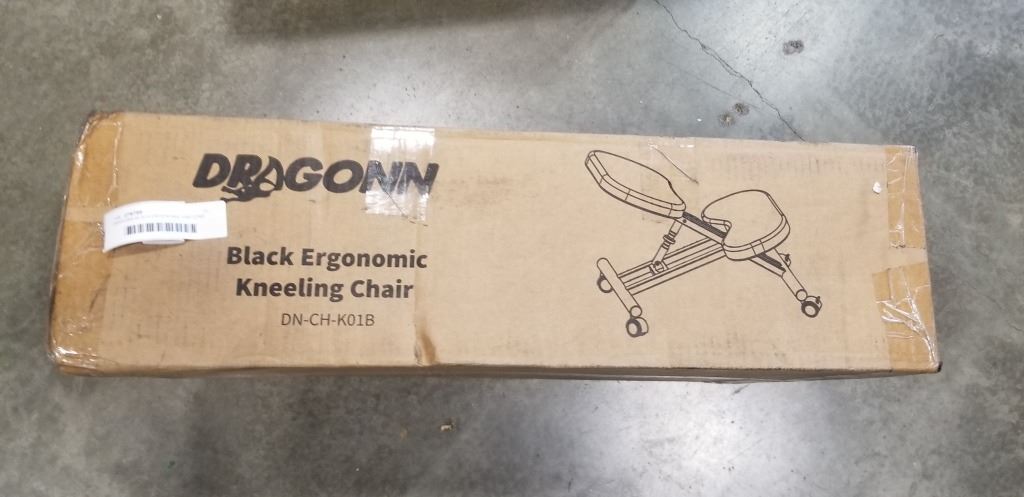 DRAGONN
Black Ergonomic
Kneeling Chair
DN-CH-K01B